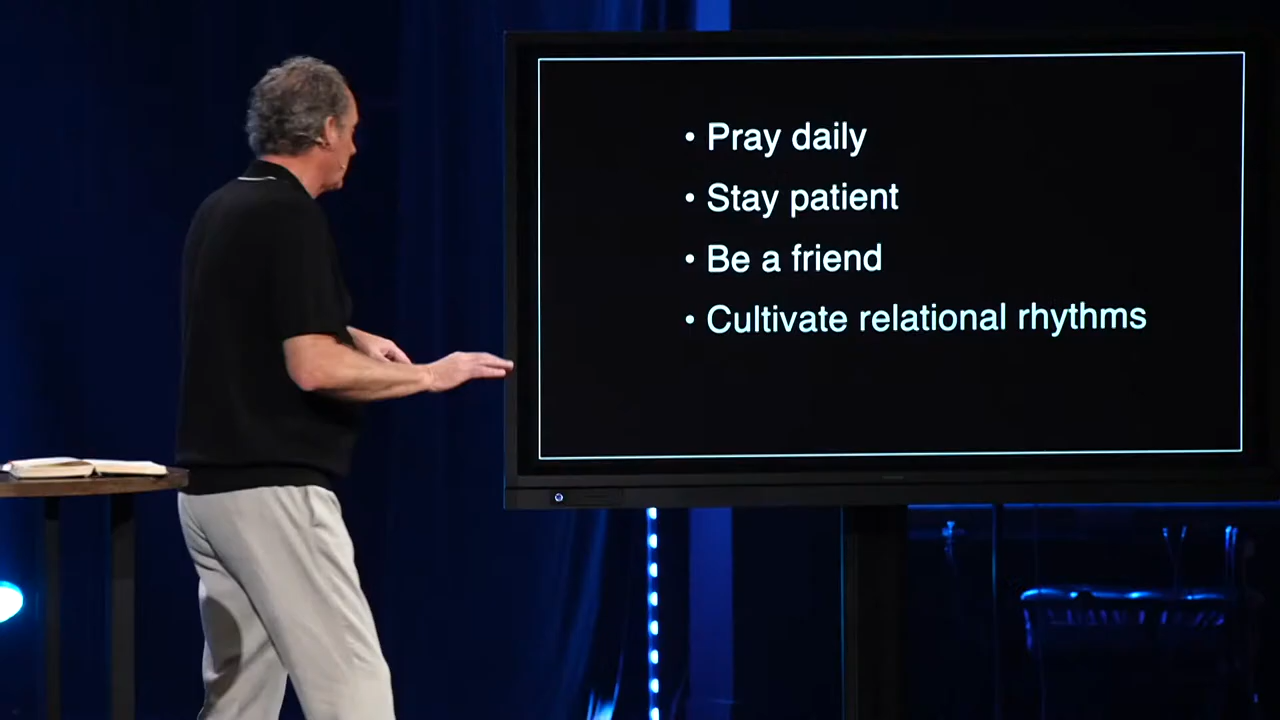 • Pray daily
• Stay patient
• Be a friend
• Cultivate relational rhythms